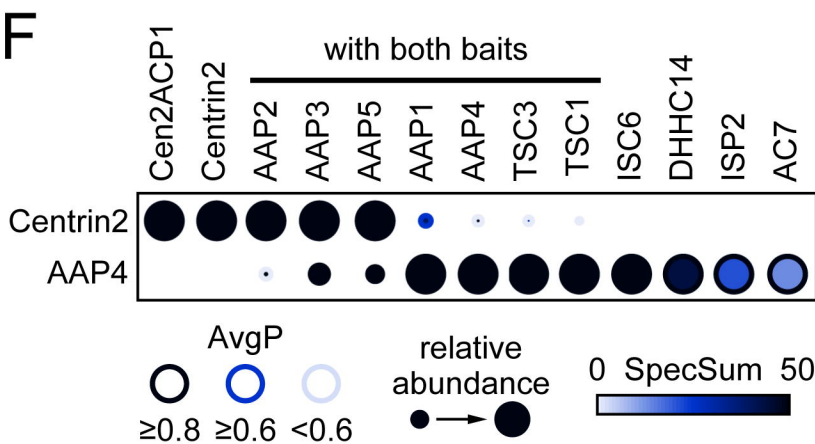 F
with both baits
Cen2ACP1
Centrin2
AAP2
AAP3
AAP5
AAP1
AAP4
TSC3
TSC1
ISC6
DHHC14
ISP2
AC7
Centrin2
AAP4
AvgP
≥0.8 ≥0.6 <0.6
relative
abundance
0 SpecSum 50